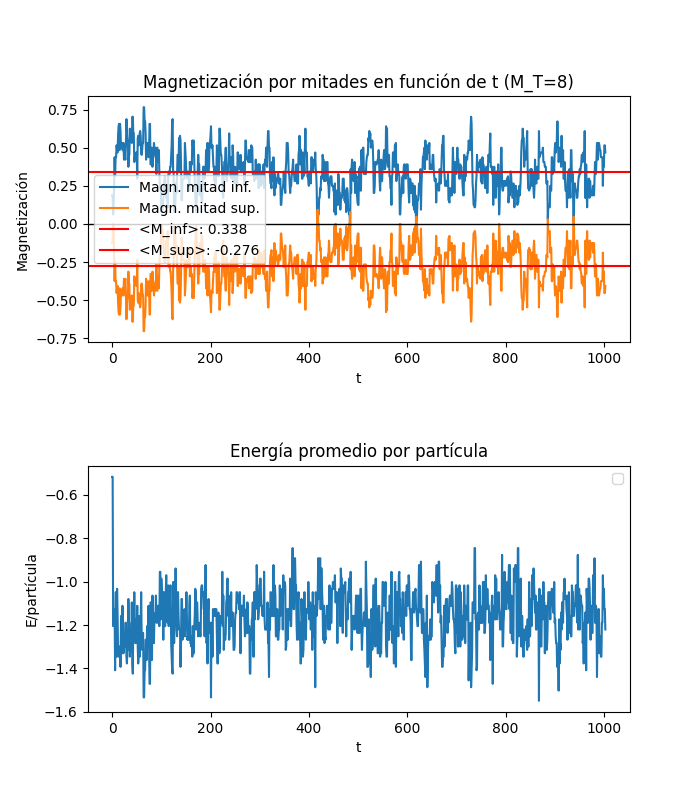 Magnetización por mitades en función de t (M_T=8)
Magnetización
0.75
0.50
0.25
0.00
−0.25
−0.50
−0.75
Magn. mitad inf.
Magn. mitad sup.
<M_inf>: 0.338
<M_sup>: -0.276
0 200 400 600 800 1000
t
Energía promedio por partícula
E/partícula
−0.6
−0.8
−1.0
−1.2
−1.4
−1.6
0 200 400 600 800 1000
t